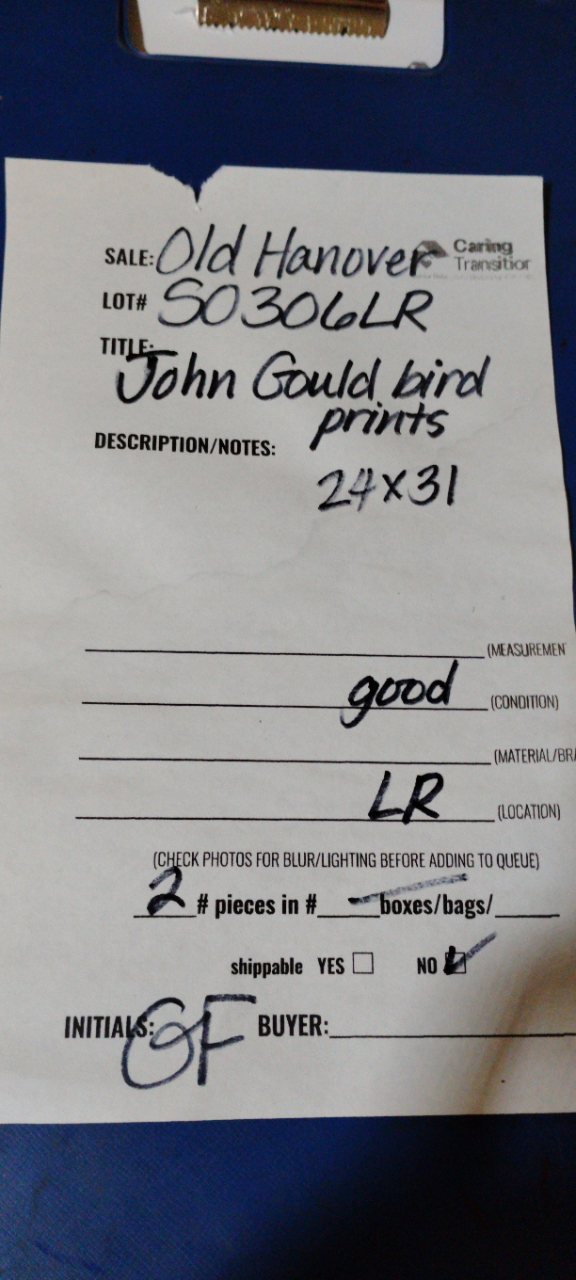 SALE: Old Hanover
Caring
Transition
LOT# S0306LR
TITLE:
John Gould bird
prints
DESCRIPTION/NOTES:
24x31
(MEASUREMEN
good (CONDITION)
(MATERIAL/BRA
LR (LOCATION)
(CHECK PHOTOS FOR BLUR/LIGHTING BEFORE ADDING TO QUEUE)
2 # pieces in # — boxes/bags/
shippable YES ☐ NO ☑
INITIALS: GF BUYER: